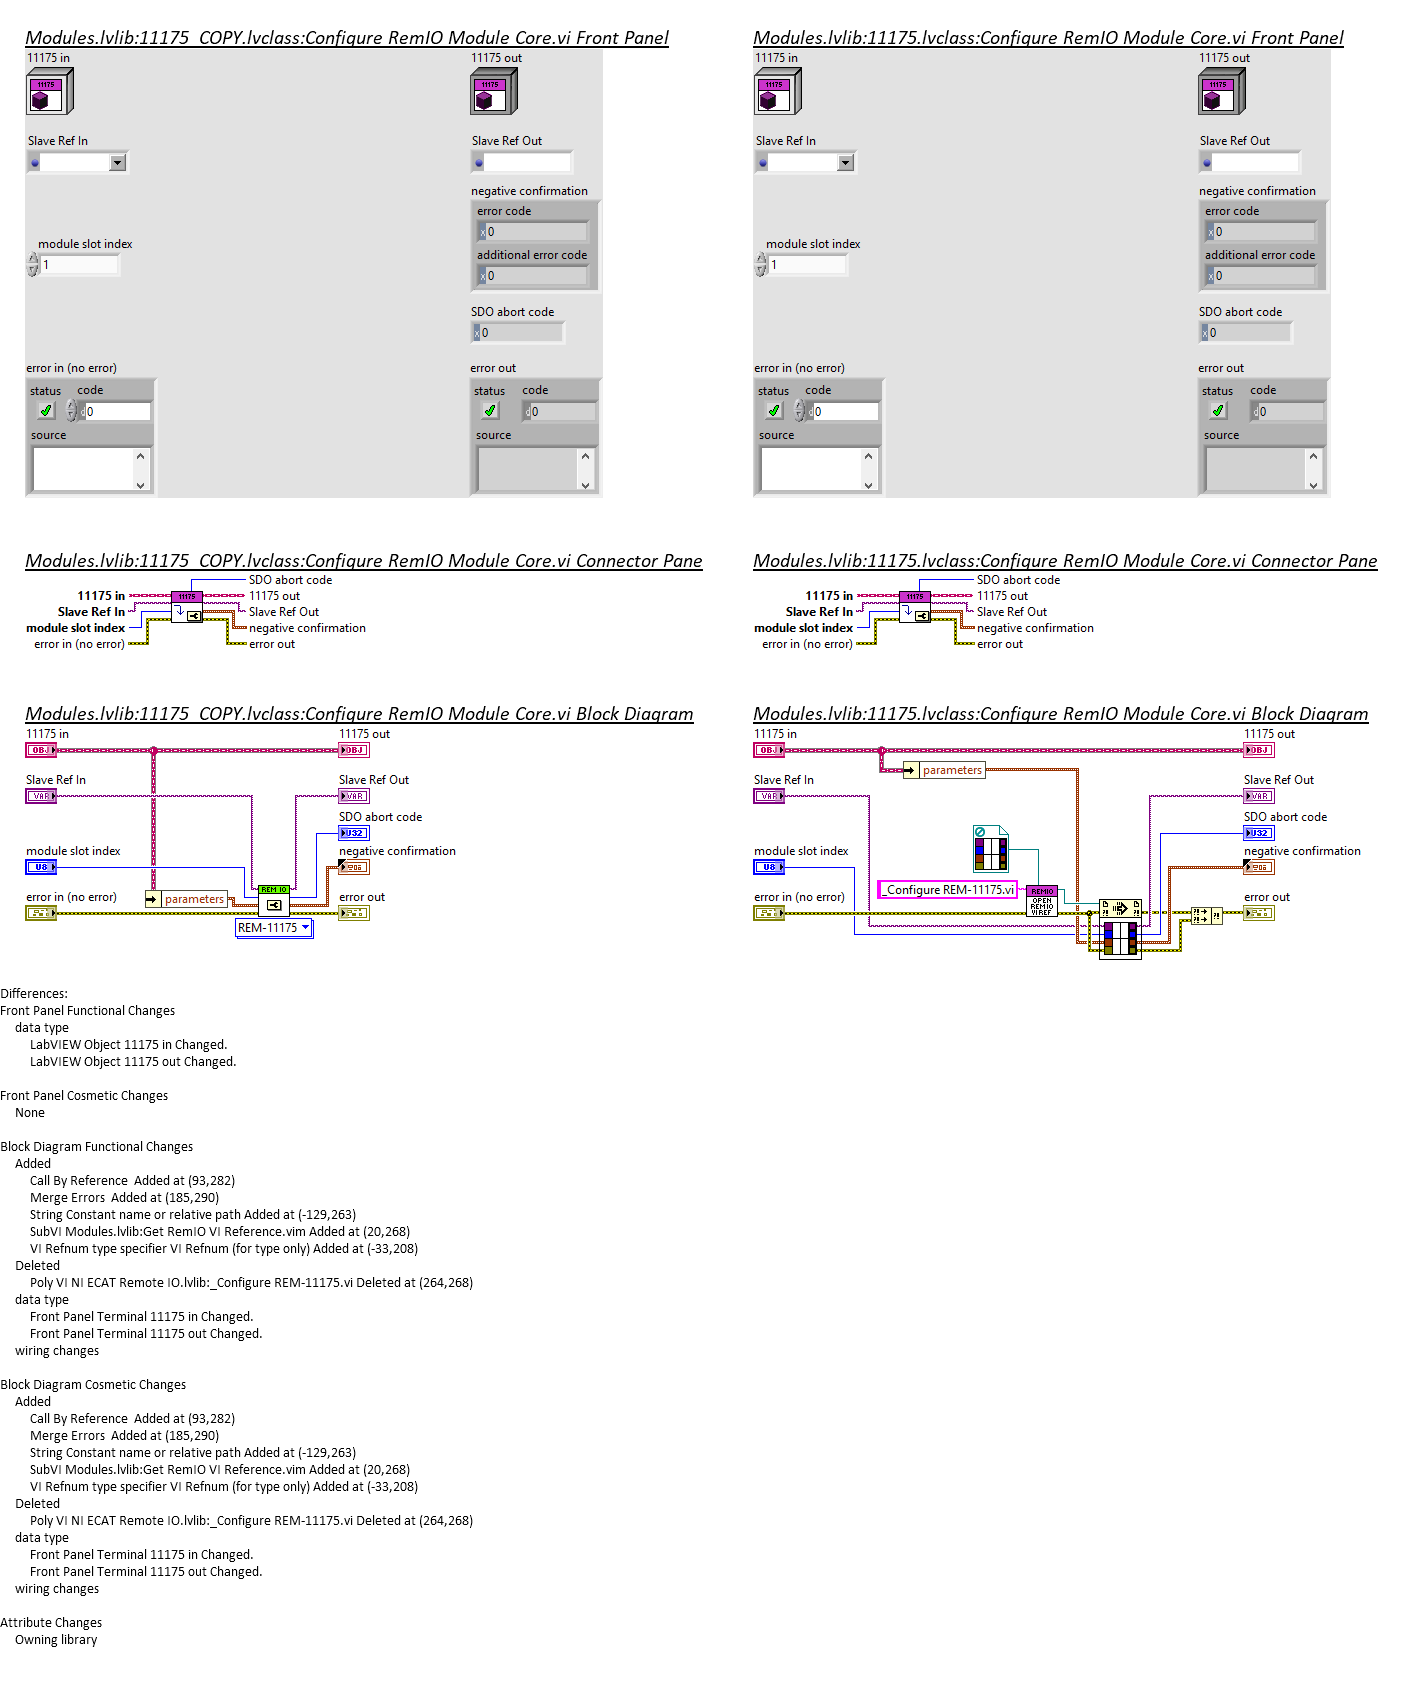 Modules.lvlib:11175_COPY.lvclass:Configure RemIO Module Core.vi Front Panel
11175 in
11175 out
11175
11175
Slave Ref In
Slave Ref Out
negative confirmation
error code
x 0
module slot index
additional error code
1
x 0
SDO abort code
x 0
error in (no error)
error out
status code
status code
d 0
d 0
source
source
Modules.lvlib:11175.lvclass:Configure RemIO Module Core.vi Front Panel
11175 in
11175 out
11175
11175
Slave Ref In
Slave Ref Out
negative confirmation
error code
x 0
module slot index
additional error code
1
x 0
SDO abort code
x 0
error in (no error)
error out
status code
status code
d 0
d 0
source
source
Modules.lvlib:11175_COPY.lvclass:Configure RemIO Module Core.vi Connector Pane
SDO abort code
11175 in
11175
11175 out
Slave Ref In
Slave Ref Out
module slot index
negative confirmation
error in (no error)
error out
Modules.lvlib:11175.lvclass:Configure RemIO Module Core.vi Connector Pane
SDO abort code
11175 in
11175
11175 out
Slave Ref In
Slave Ref Out
module slot index
negative confirmation
error in (no error)
error out
Modules.lvlib:11175_COPY.lvclass:Configure RemIO Module Core.vi Block Diagram
11175 in
11175 out
OBJ
OBJ
Slave Ref In
Slave Ref Out
VAR
VAR
SDO abort code
U32
module slot index
negative confirmation
U8
error in (no error)
REM IO
error out
parameters
REM-11175
Modules.lvlib:11175.lvclass:Configure RemIO Module Core.vi Block Diagram
11175 in
11175 out
OBJ
OBJ
parameters
Slave Ref In
Slave Ref Out
VAR
VAR
SDO abort code
U32
module slot index
negative confirmation
U8
_Configure REM-11175.vi
REMIO
OPEN
REMIO
VI REF
error in (no error)
error out
Differences:
Front Panel Functional Changes
data type
LabVIEW Object 11175 in Changed.
LabVIEW Object 11175 out Changed.
Front Panel Cosmetic Changes
None
Block Diagram Functional Changes
Added
Call By Reference  Added at (93,282)
Merge Errors  Added at (185,290)
String Constant name or relative path Added at (-129,263)
SubVI Modules.lvlib:Get RemIO VI Reference.vim Added at (20,268)
VI Refnum type specifier VI Refnum (for type only) Added at (-33,208)
Deleted
Poly VI NI ECAT Remote IO.lvlib:_Configure REM-11175.vi Deleted at (264,268)
data type
Front Panel Terminal 11175 in Changed.
Front Panel Terminal 11175 out Changed.
wiring changes
Block Diagram Cosmetic Changes
Added
Call By Reference  Added at (93,282)
Merge Errors  Added at (185,290)
String Constant name or relative path Added at (-129,263)
SubVI Modules.lvlib:Get RemIO VI Reference.vim Added at (20,268)
VI Refnum type specifier VI Refnum (for type only) Added at (-33,208)
Deleted
Poly VI NI ECAT Remote IO.lvlib:_Configure REM-11175.vi Deleted at (264,268)
data type
Front Panel Terminal 11175 in Changed.
Front Panel Terminal 11175 out Changed.
wiring changes
Attribute Changes
Owning library